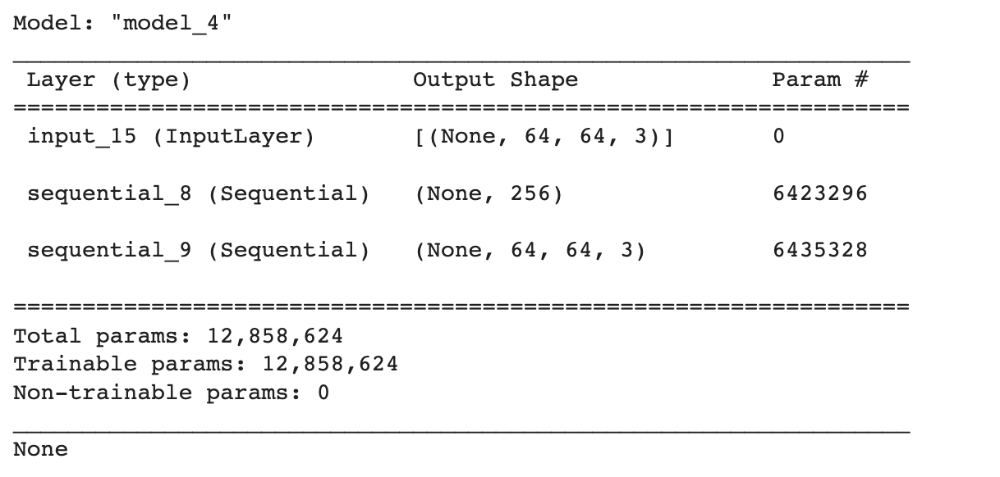 Model: "model_4"
Layer (type) Output Shape Param #
=================================================================
input_15 (InputLayer) [(None, 64, 64, 3)] 0
sequential_8 (Sequential) (None, 256) 6423296
sequential_9 (Sequential) (None, 64, 64, 3) 6435328
=================================================================
Total params: 12,858,624
Trainable params: 12,858,624
Non-trainable params: 0
_________________________________________________________________
None